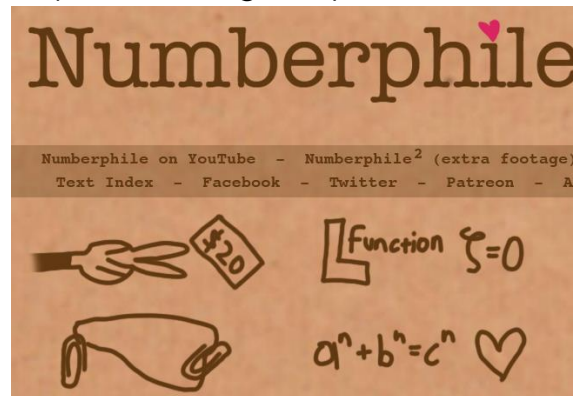 Numberphile
Numberphile on YouTube - Numberphile² (extra footage)
Text Index - Facebook - Twitter - Patreon - A
$20
L Function ζ=0
aⁿ+bⁿ=cⁿ